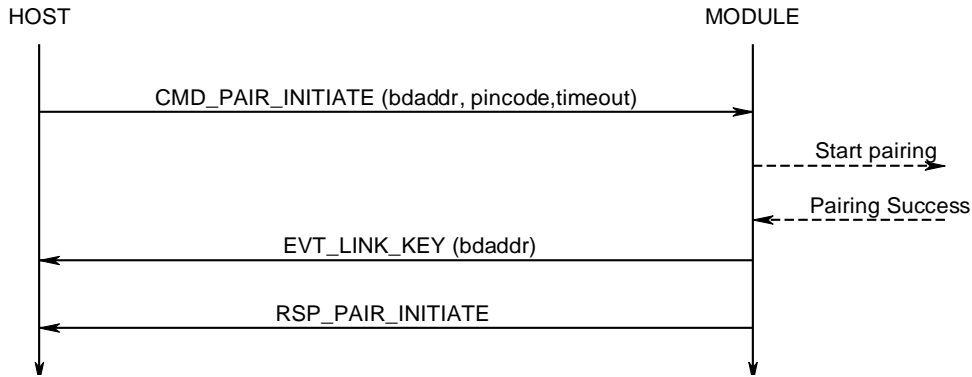 HOST
MODULE
CMD_PAIR_INITIATE (bdaddr, pincode,timeout)
Start pairing
Pairing Success
EVT_LINK_KEY (bdaddr)
RSP_PAIR_INITIATE